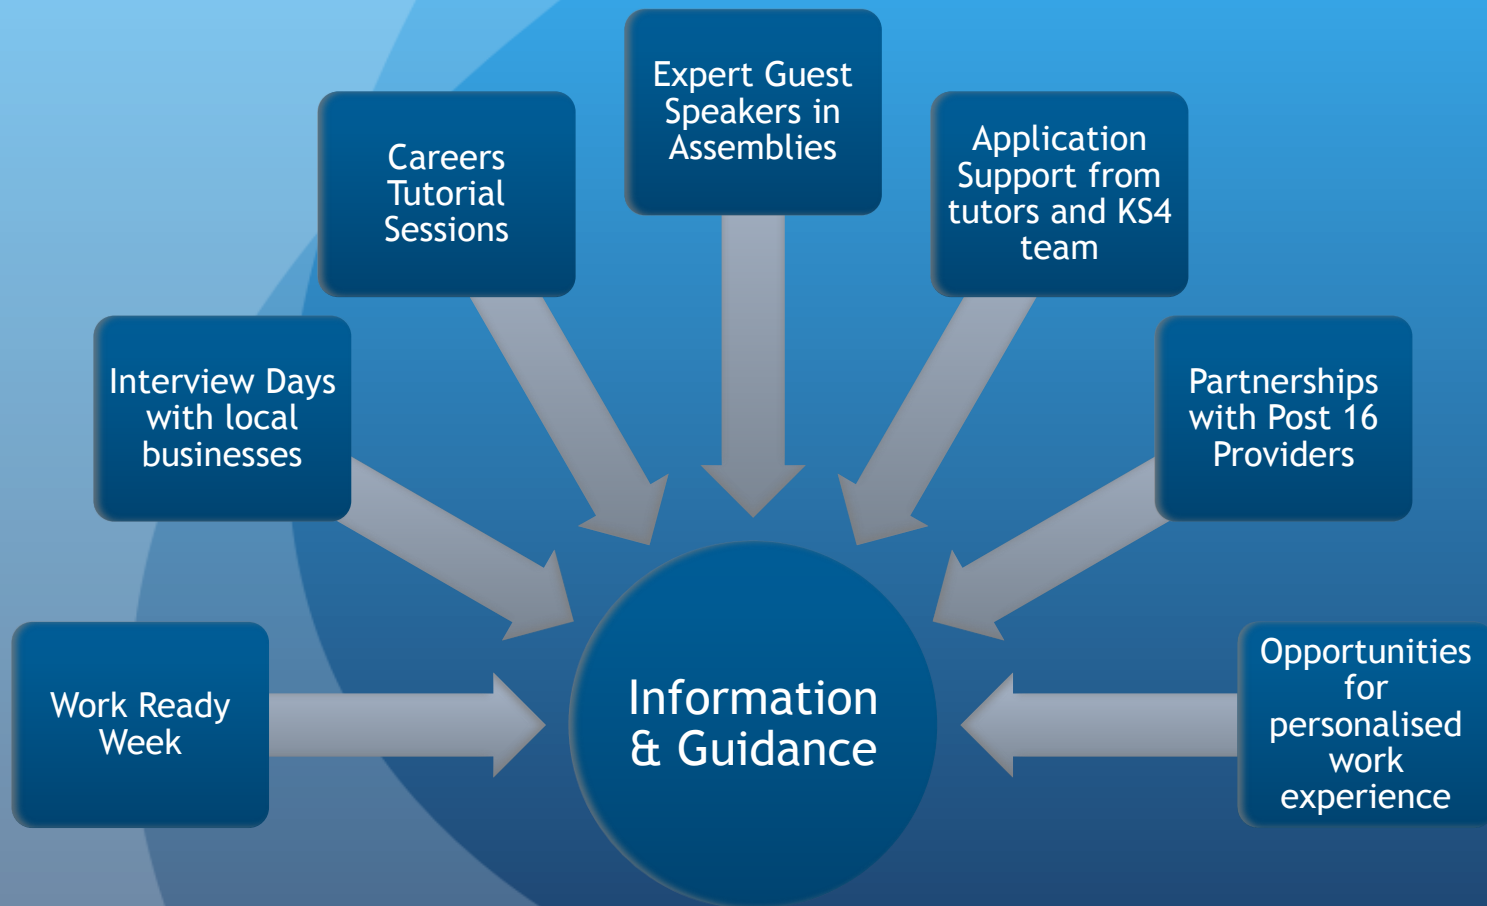 Expert Guest
Speakers in
Assemblies
Careers
Tutorial
Sessions
Application
Support from
tutors and KS4
team
Interview Days
with local
businesses
Partnerships
with Post 16
Providers
Work Ready
Week
Information
& Guidance
Opportunities
for
personalised
work
experience